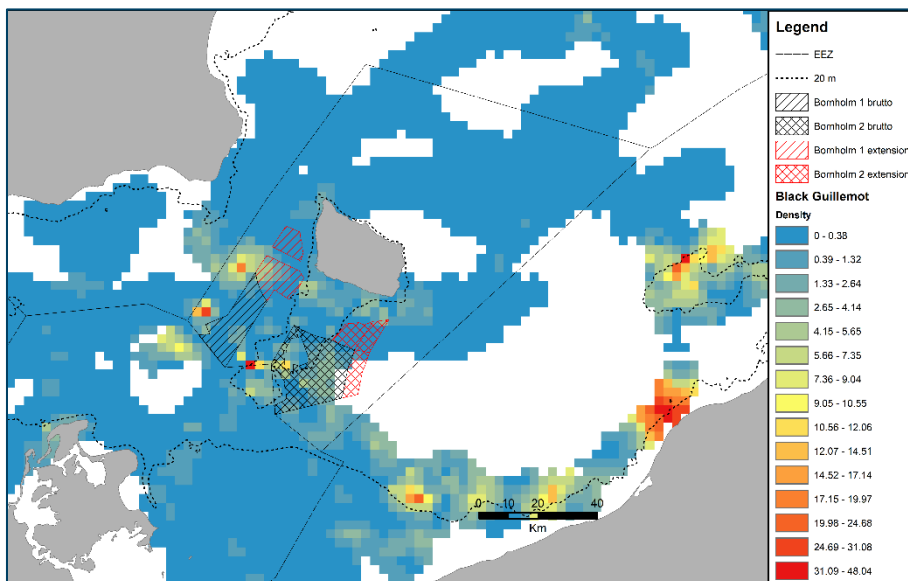 Legend
EEZ
20 m
Bornholm 1 brutto
Bornholm 2 brutto
Bornholm 1 extension
Bornholm 2 extension
Black Guillemot
Density
0 - 0.38
0.39 - 1.32
1.33 - 2.64
2.65 - 4.14
4.15 - 5.65
5.66 - 7.35
7.36 - 9.04
9.05 - 10.55
10.56 - 12.06
12.07 - 14.51
14.52 - 17.14
17.15 - 19.97
19.98 - 24.68
24.69 - 31.08
31.09 - 48.04
0 10 20 40
Km